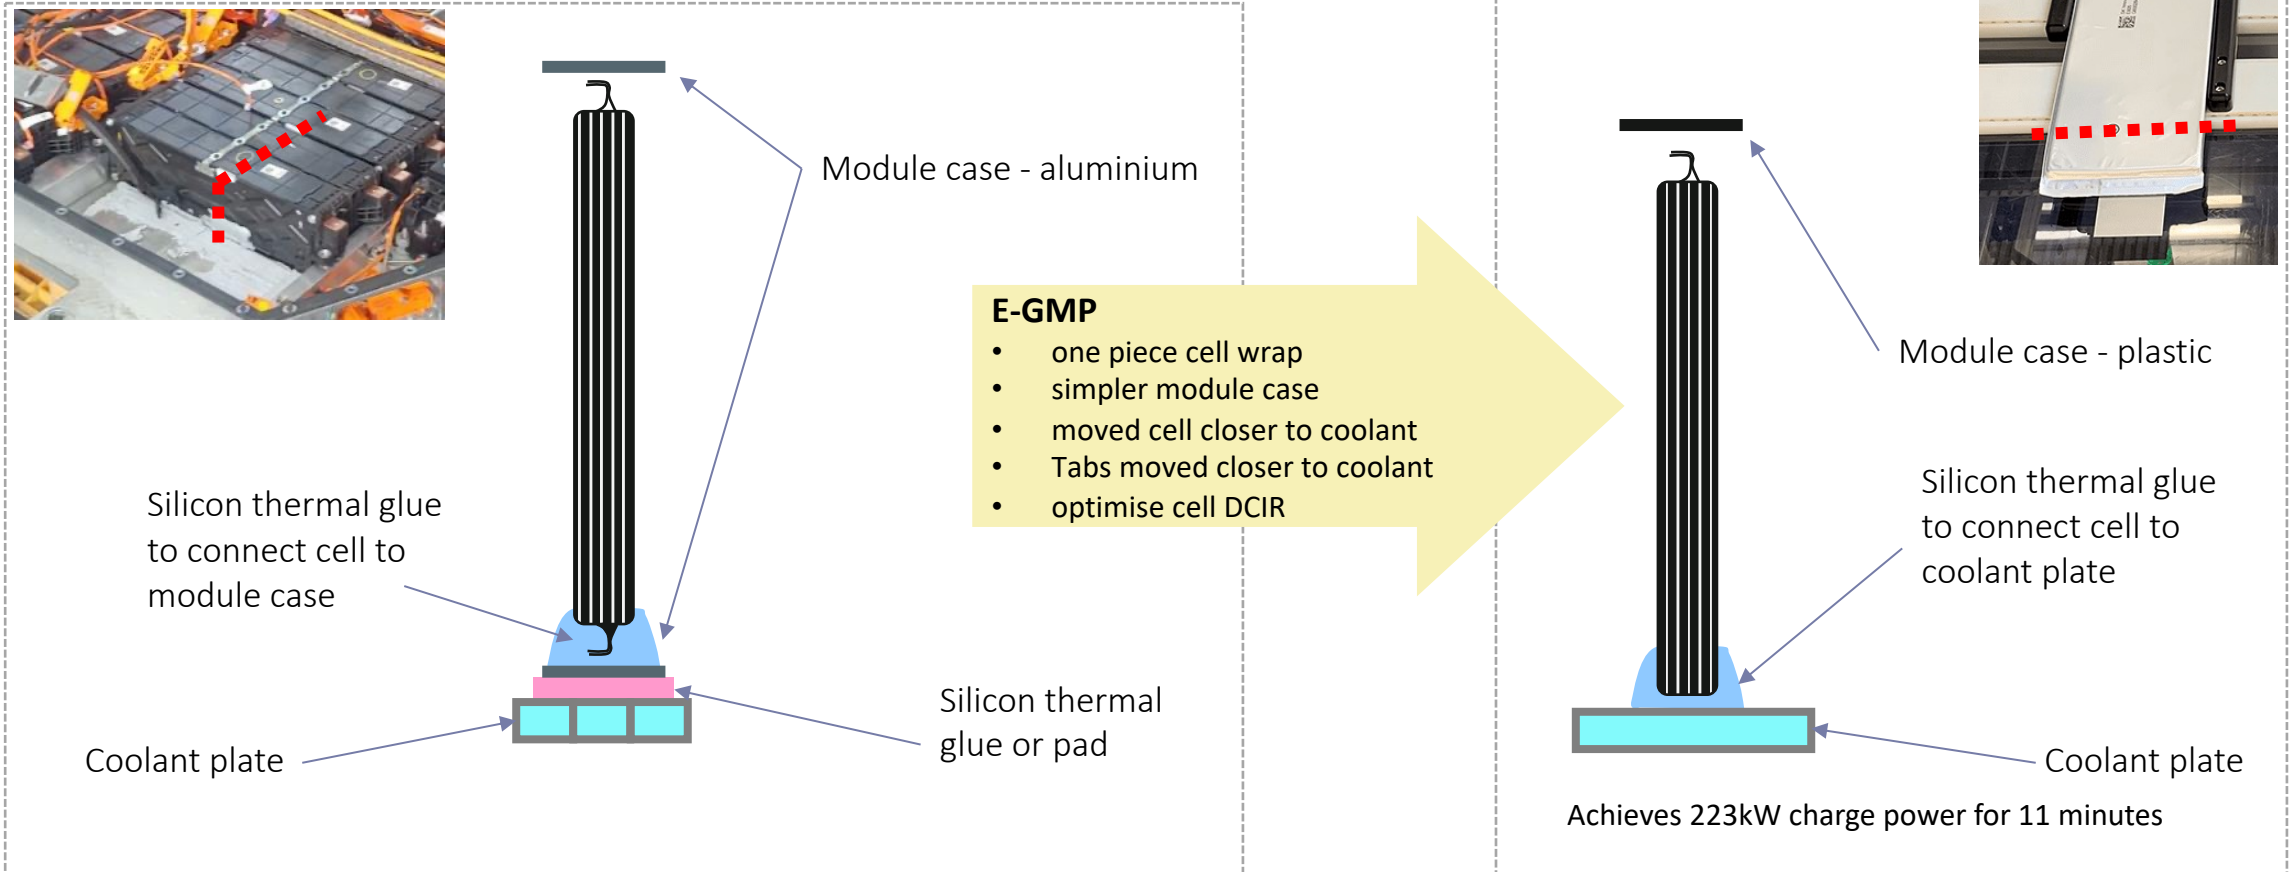 Module case - aluminium
Silicon thermal glue
to connect cell to
module case
Coolant plate
Silicon thermal
glue or pad
E-GMP
• one piece cell wrap
• simpler module case
• moved cell closer to coolant
• Tabs moved closer to coolant
• optimise cell DCIR
Module case - plastic
Silicon thermal glue
to connect cell to
coolant plate
Coolant plate
Achieves 223kW charge power for 11 minutes